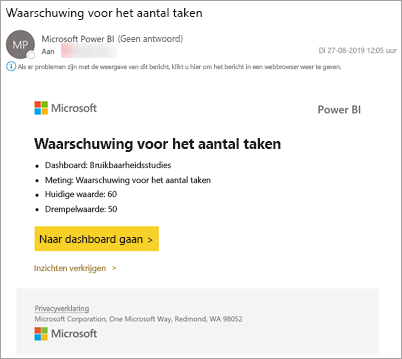 Waarschuwing voor het aantal taken
MP
Microsoft Power BI (Geen antwoord)
Aan
Di 27-08-2019 12:05 uur
Als er problemen zijn met de weergave van dit bericht, klikt u hier om het bericht in een webbrowser weer te geven.
Microsoft
Power BI
Waarschuwing voor het aantal taken
• Dashboard: Bruikbaarheidsstudies
• Meting: Waarschuwing voor het aantal taken
• Huidige waarde: 60
• Drempelwaarde: 50
Naar dashboard gaan >
Inzichten verkrijgen >
Privacyverklaring
Microsoft Corporation, One Microsoft Way, Redmond, WA 98052
Microsoft